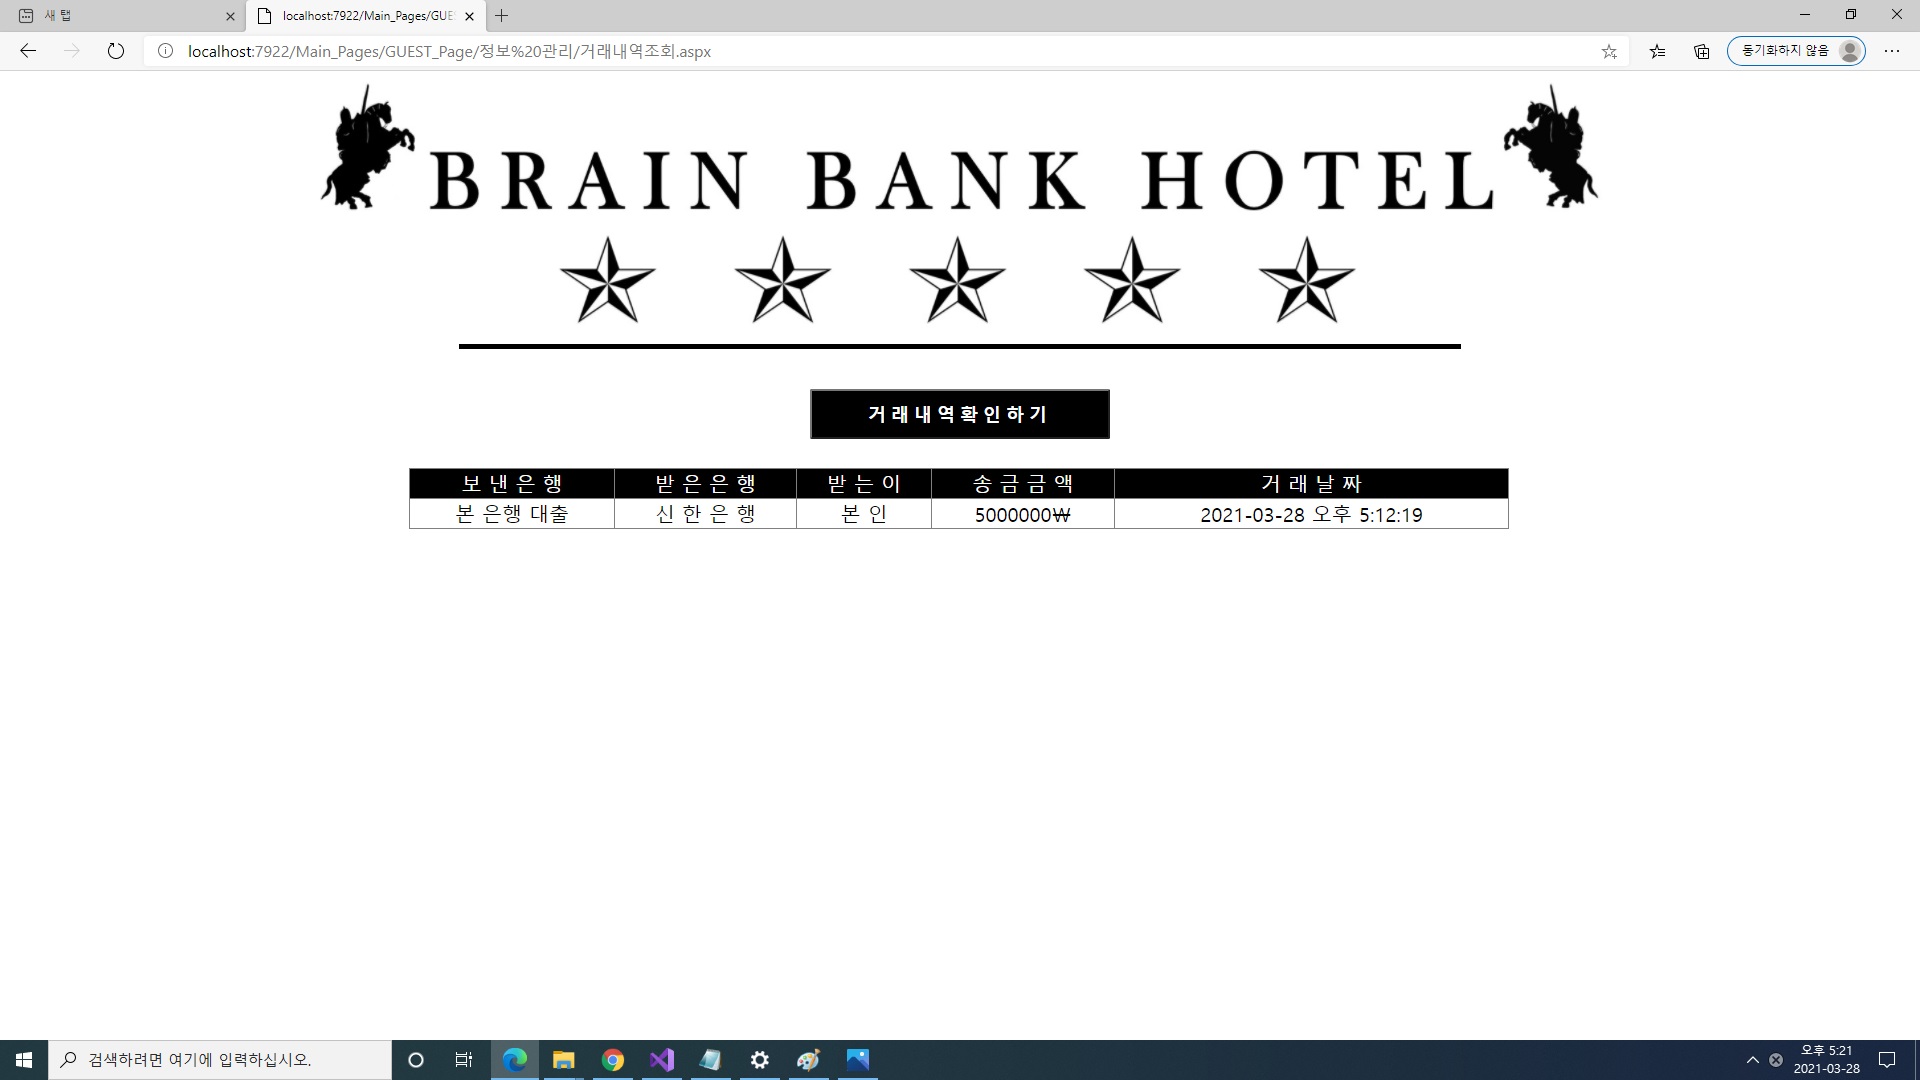 새 탭
localhost:7922/Main_Pages/GUE
localhost:7922/Main_Pages/GUEST_Page/정보%20관리/거래내역조회.aspx
동기화하지 않음
BRAIN BANK HOTEL
거 래 내 역 확 인 하 기
보 낸 은 행 받 은 은 행 받 는 이 송 금 금 액 거 래 날 짜
본 은행 대출 신 한 은 행 본 인 5000000₩ 2021-03-28 오후 5:12:19
검색하려면 여기에 입력하십시오.
오후 5:21
2021-03-28